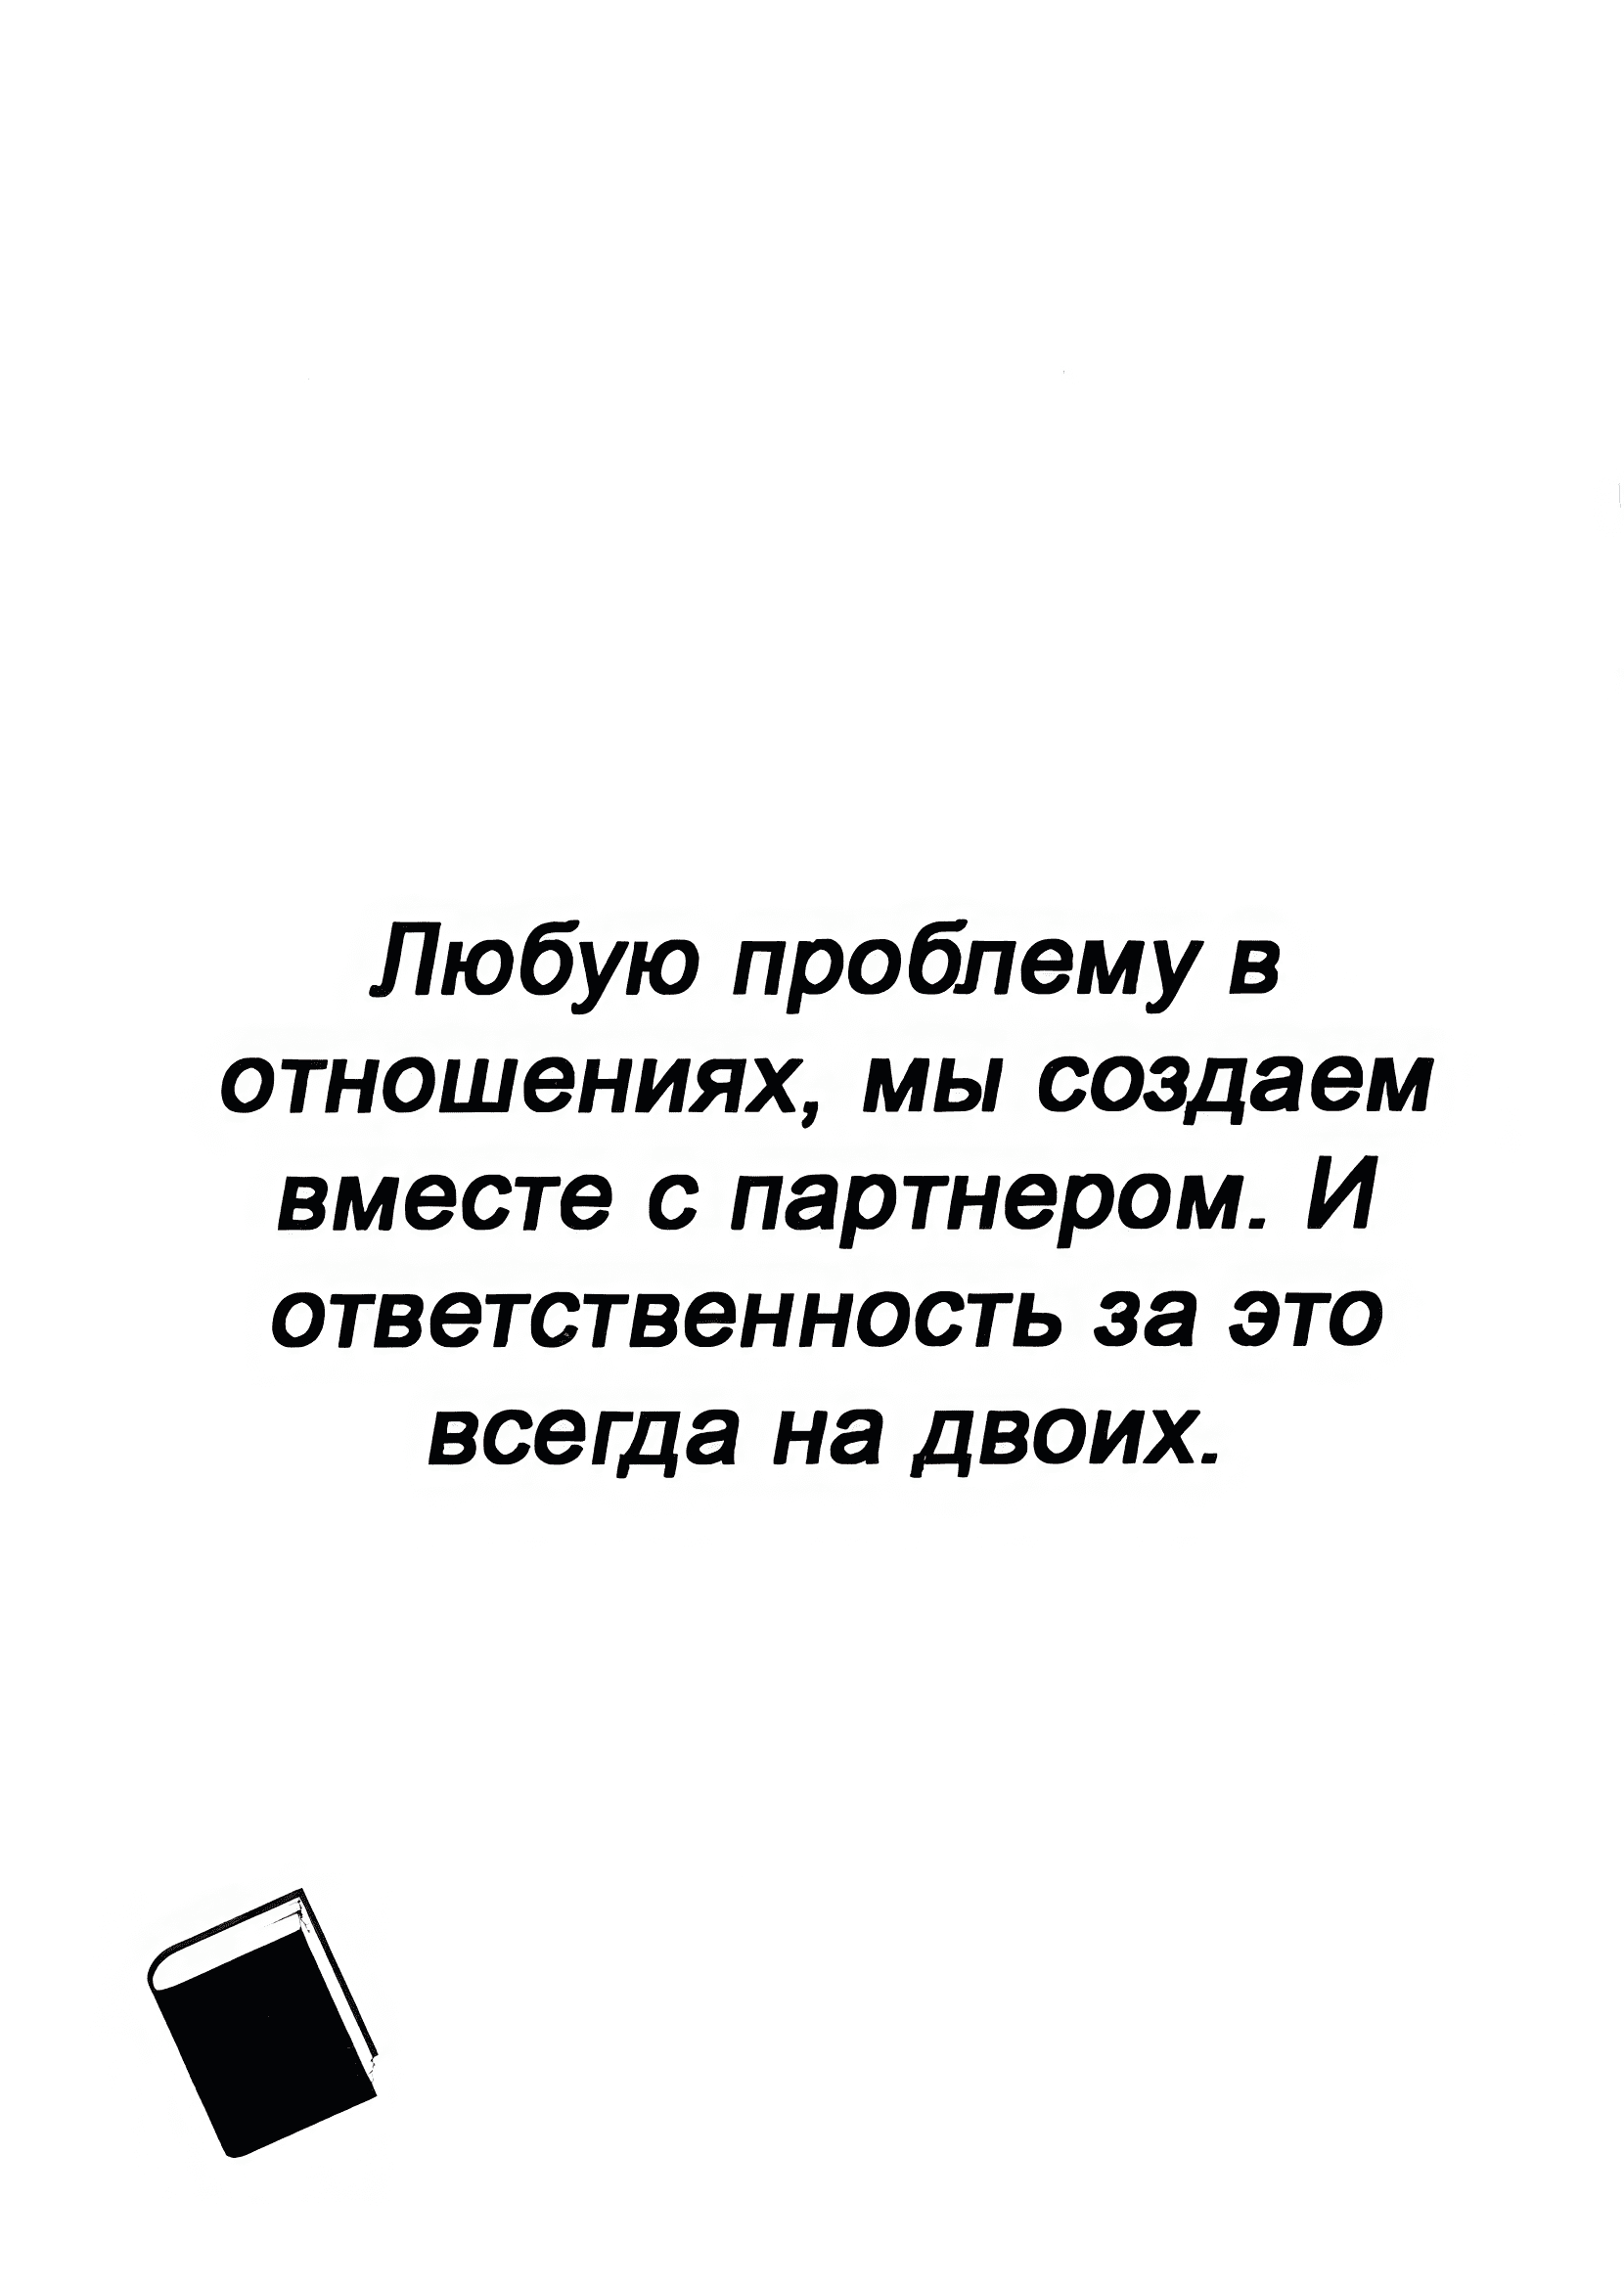 Любую проблему в
отношениях, мы создаем
вместе с партнером. И
ответственность за это
всегда на двоих.